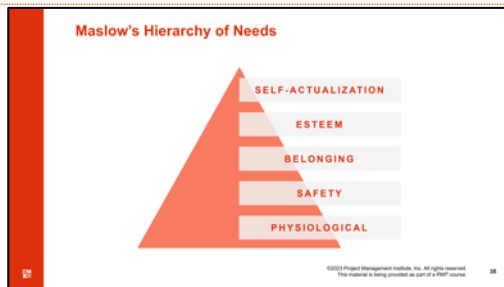 Maslow's Hierarchy of Needs
SELF-ACTUALIZATION
ESTEEM
BELONGING
SAFETY
PHYSIOLOGICAL
©2023 Project Management Institute, Inc. All rights reserved.
This material is being provided as part of a PMP® course.
35